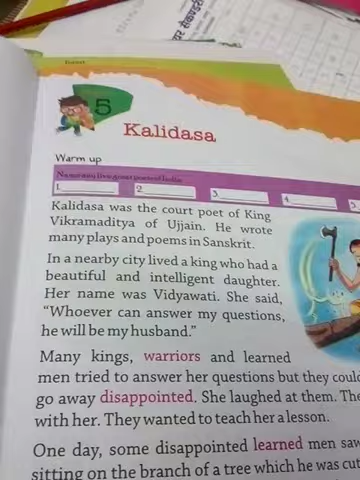 5
Kalidasa
Warm up
Name any five great poets of India
1. 2. 3. 4. 5.
Kalidasa was the court poet of King
Vikramaditya of Ujjain. He wrote
many plays and poems in Sanskrit.
In a nearby city lived a king who had a
beautiful and intelligent daughter.
Her name was Vidyawati. She said,
“Whoever can answer my questions,
he will be my husband.”
Many kings, warriors and learned
men tried to answer her questions but they could
go away disappointed. She laughed at them. The
with her. They wanted to teach her a lesson.
One day, some disappointed learned men saw
sitting on the branch of a tree which he was cut